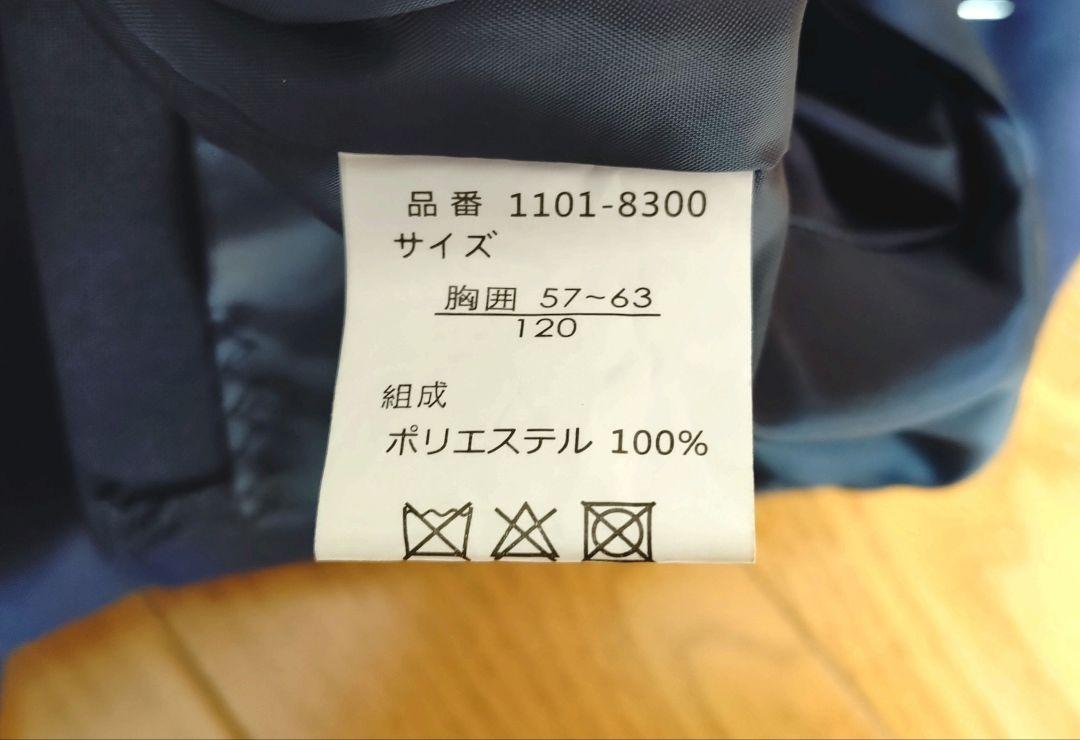 品番 1101-8300
サイズ
胸囲 57~63
120
組成
ポリエステル 100%